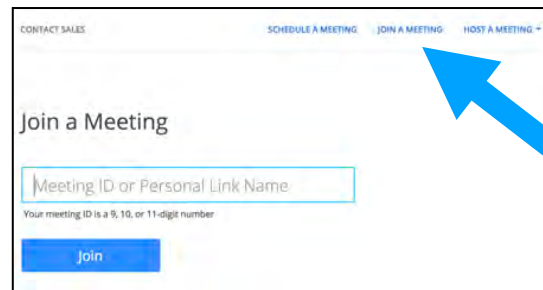 CONTACT SALES SCHEDULE A MEETING JOIN A MEETING HOST A MEETING
Join a Meeting
Meeting ID or Personal Link Name
Your meeting ID is a 9, 10, or 11-digit number
Join